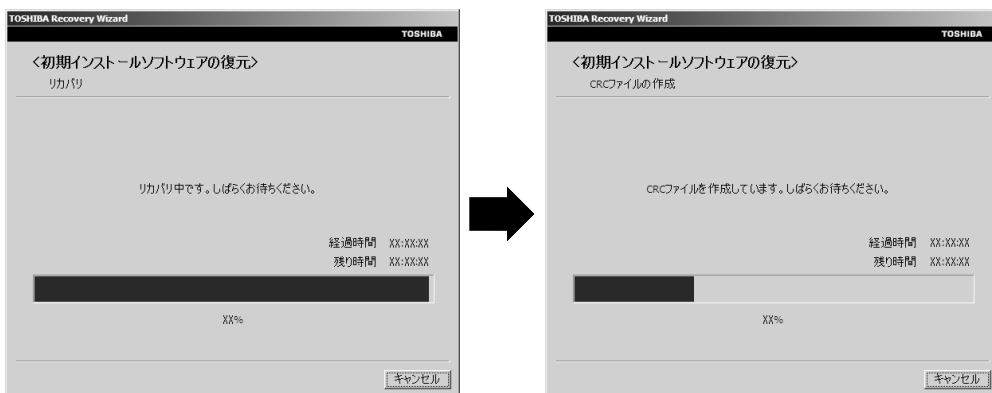 TOSHIBA Recovery Wizard
TOSHIBA
<初期インストールソフトウェアの復元>
リカバリ
リカバリ中です。しばらくお待ちください。
経過時間 XX:XX:XX
残り時間 XX:XX:XX
XX%
キャンセル
TOSHIBA Recovery Wizard
TOSHIBA
<初期インストールソフトウェアの復元>
CRCファイルの作成
CRCファイルを作成しています。しばらくお待ちください。
経過時間 XX:XX:XX
残り時間 XX:XX:XX
XX%
キャンセル